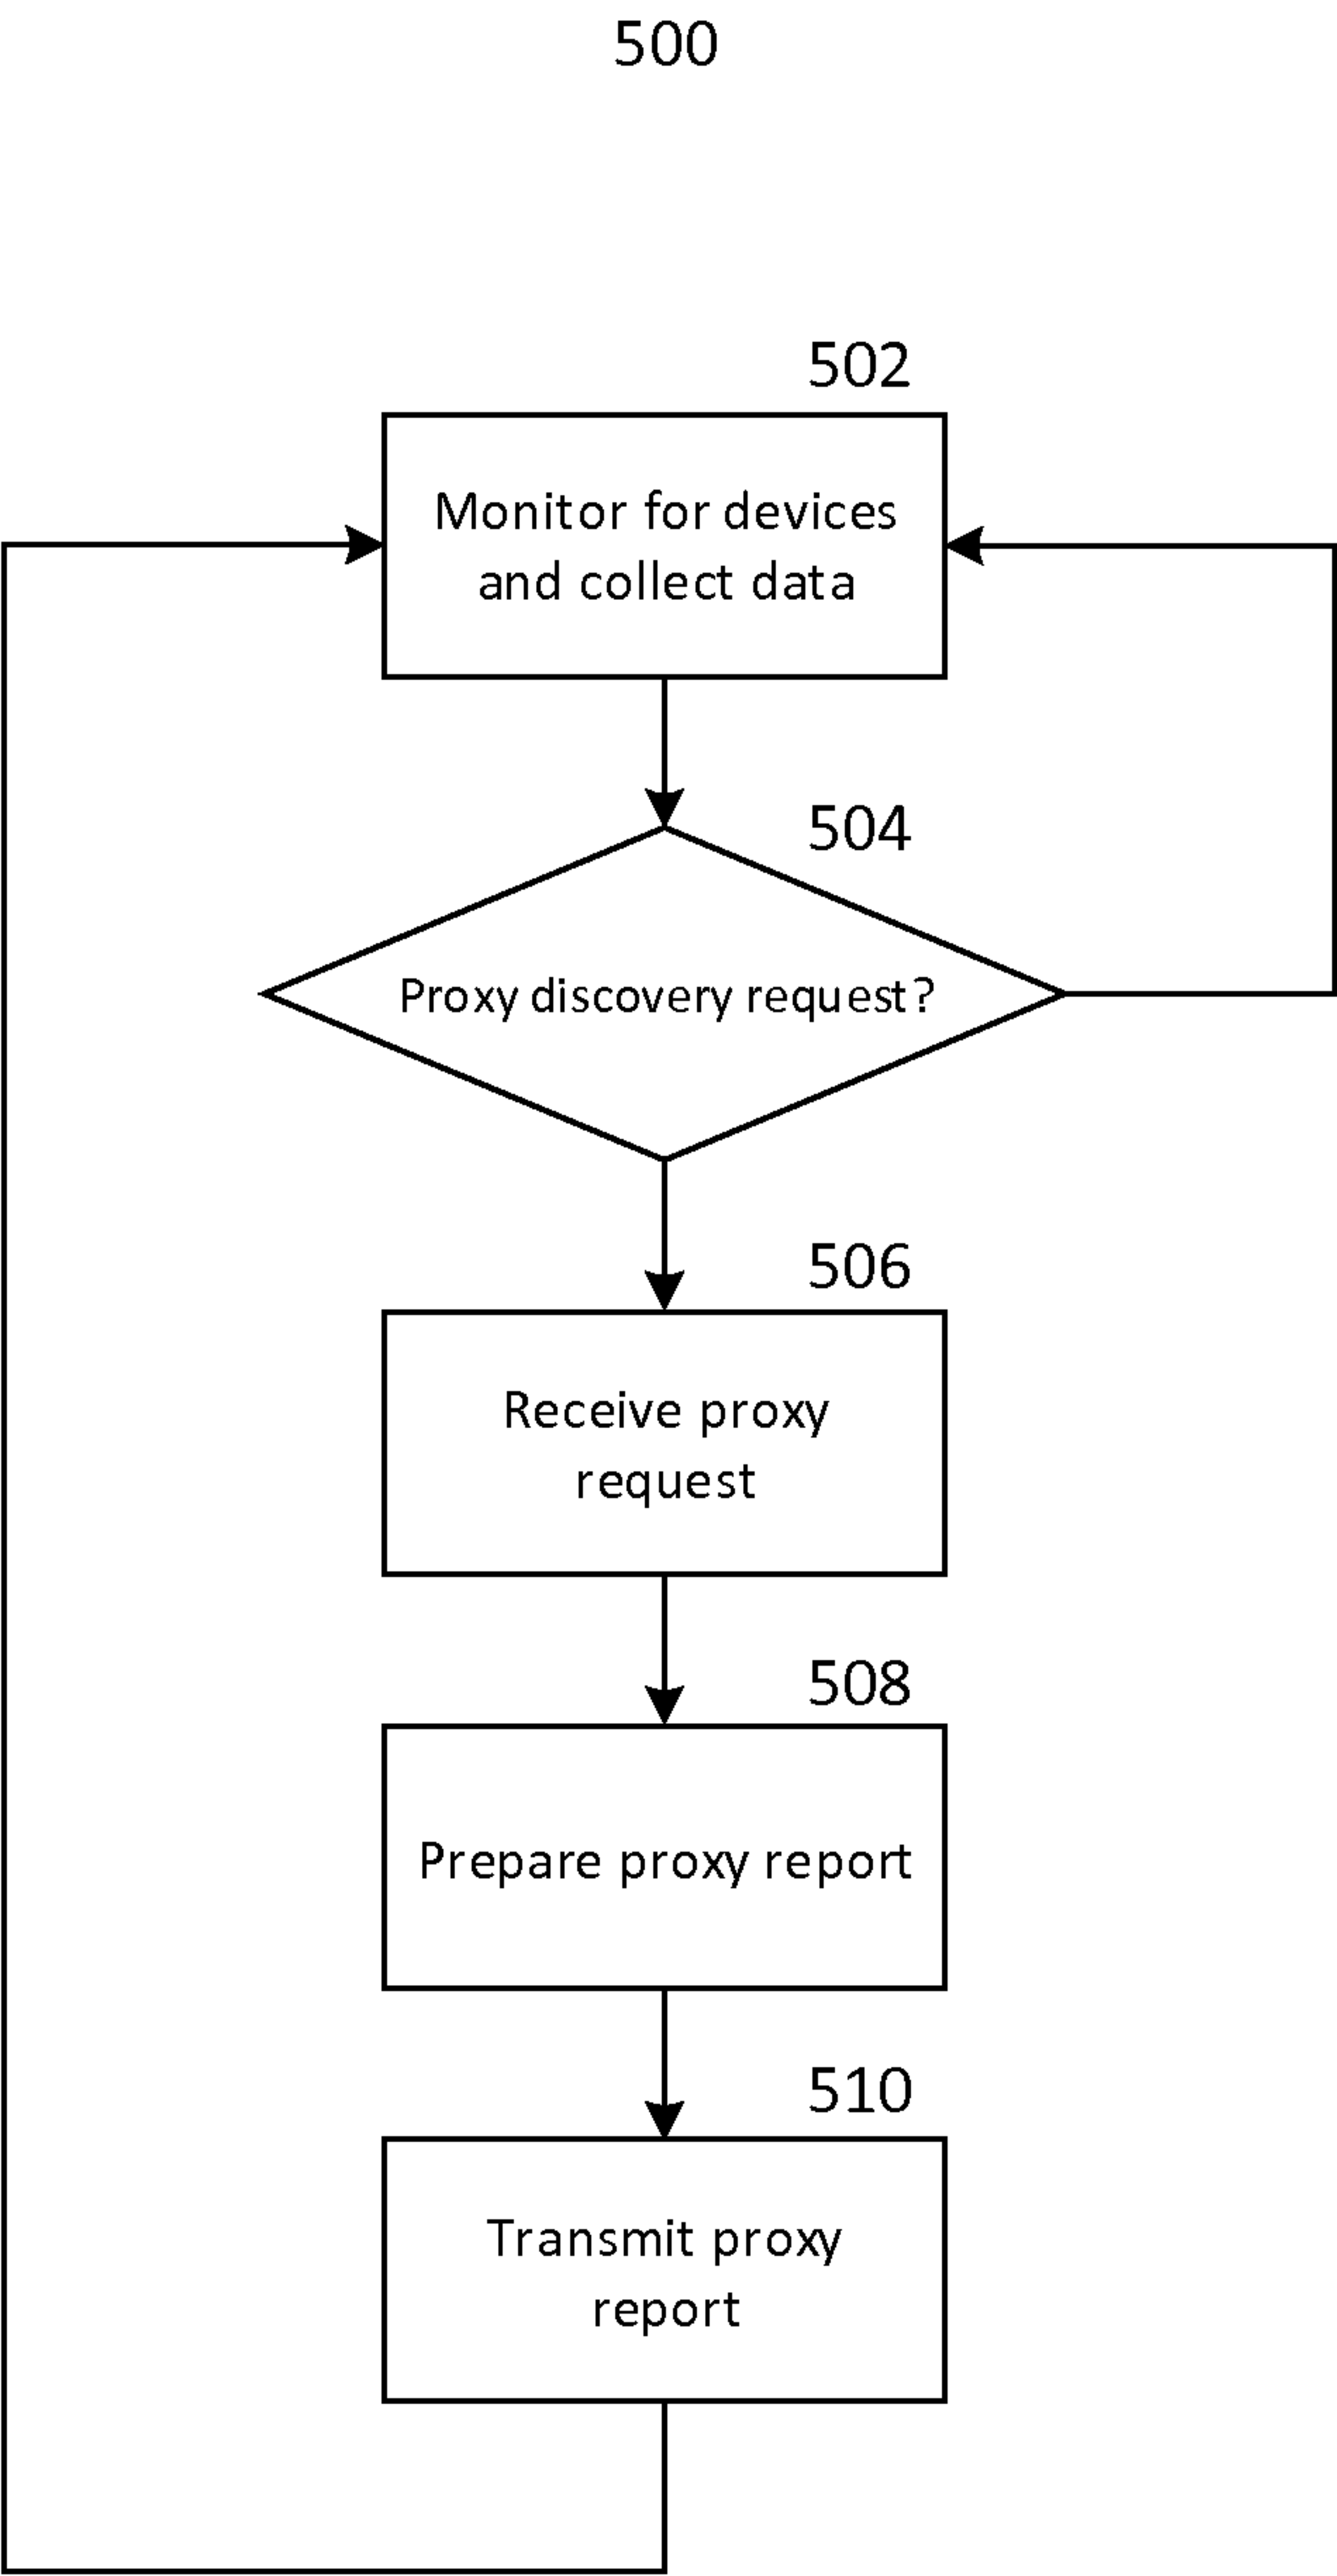 500
502
Monitor for devices
and collect data
504
Proxy discovery request?
506
Receive proxy
request
508
Prepare proxy report
510
Transmit proxy
report